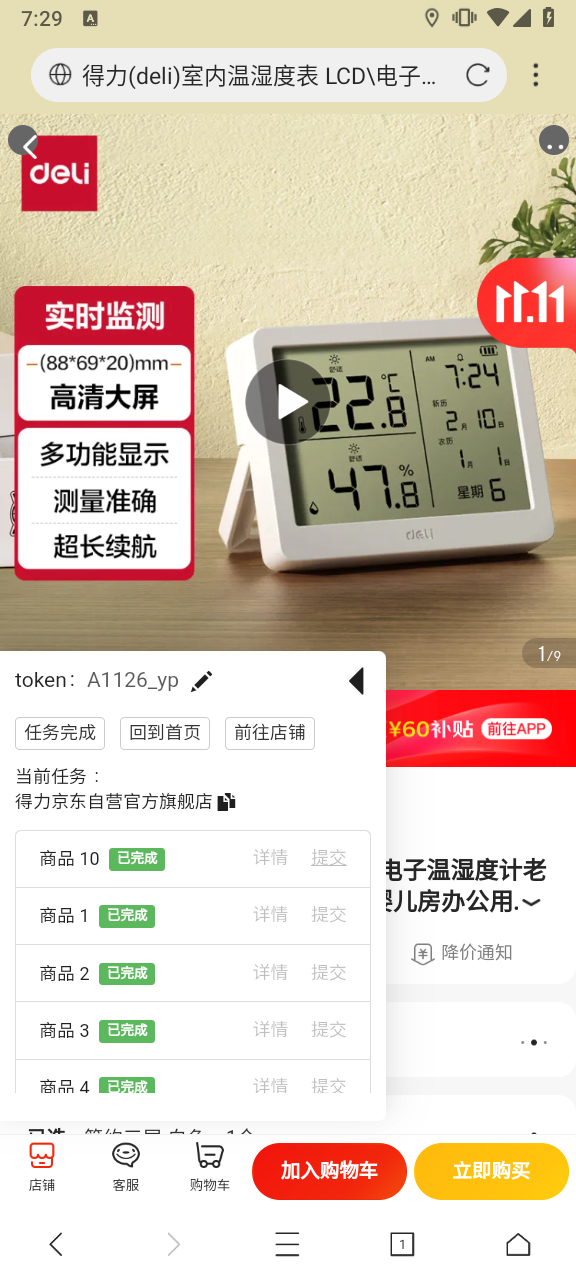 7:29
A
得力(deli)室内温湿度表 LCD\电子…
deli
11.11
实时监测
(88*69*20)mm
高清大屏
多功能显示
测量准确
超长续航
舒适
22.8℃
AM 7:24
新历
2月 10日
农历
1月 1日
舒适
47.8%
星期 6
deli
1/9
token： A1126_yp
¥60补贴 前往APP
任务完成 回到首页 前往店铺
当前任务：
得力京东自营官方旗舰店
商品 10 已完成 详情 提交
电子温湿度计老
婴儿房办公用.
商品 1 已完成 详情 提交
降价通知
商品 2 已完成 详情 提交
商品 3 已完成 详情 提交
商品 4 已完成 详情 提交
店铺 客服 购物车 加入购物车 立即购买
1